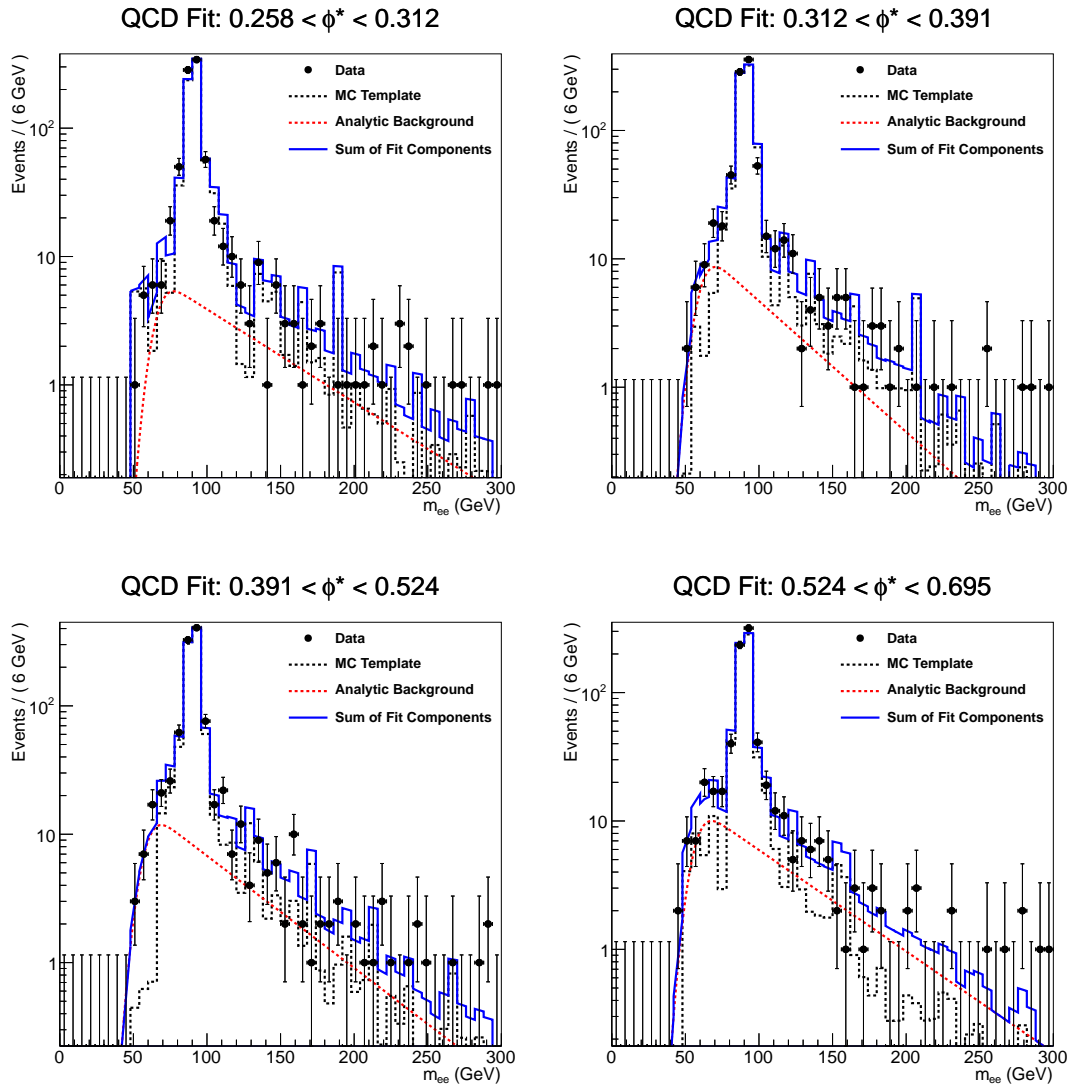 QCD Fit: 0.258 < ϕ* < 0.312
Events / ( 6 GeV )
10²
10
1
Data
MC Template
Analytic Background
Sum of Fit Components
0 50 100 150 200 250 300
m_ee (GeV)
QCD Fit: 0.312 < ϕ* < 0.391
Events / ( 6 GeV )
10²
10
1
Data
MC Template
Analytic Background
Sum of Fit Components
0 50 100 150 200 250 300
m_ee (GeV)
QCD Fit: 0.391 < ϕ* < 0.524
Events / ( 6 GeV )
10²
10
1
Data
MC Template
Analytic Background
Sum of Fit Components
0 50 100 150 200 250 300
m_ee (GeV)
QCD Fit: 0.524 < ϕ* < 0.695
Events / ( 6 GeV )
10²
10
1
Data
MC Template
Analytic Background
Sum of Fit Components
0 50 100 150 200 250 300
m_ee (GeV)